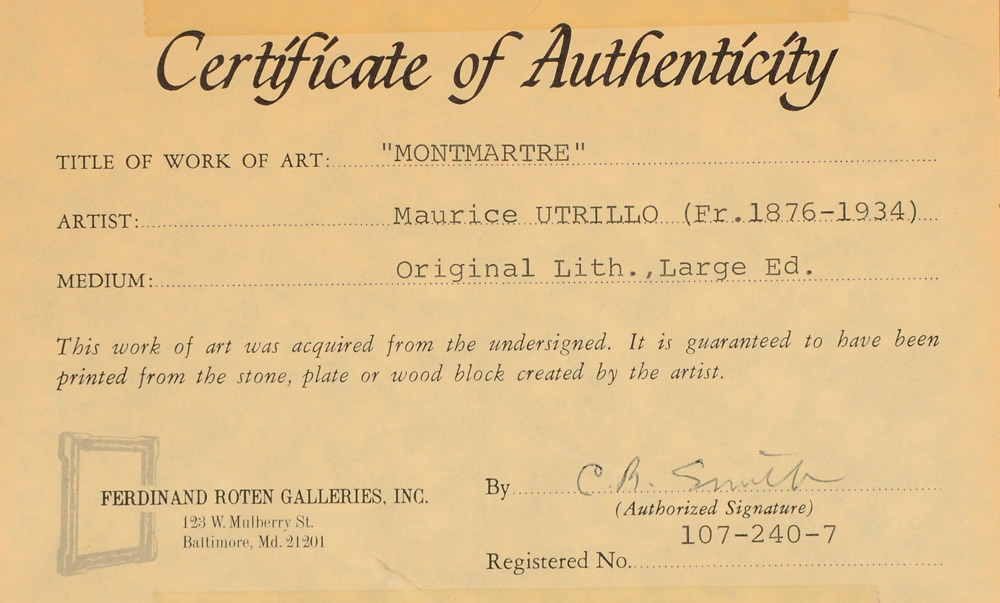 Certificate of Authenticity
TITLE OF WORK OF ART: "MONTMARTRE"
ARTIST: Maurice UTRILLO (Fr.1876-1934)
MEDIUM: Original Lith.,Large Ed.
This work of art was acquired from the undersigned. It is guaranteed to have been
printed from the stone, plate or wood block created by the artist.
FERDINAND ROTEN GALLERIES, INC.
123 W. Mulberry St.
Baltimore, Md. 21201
By C. R. Smith
(Authorized Signature)
107-240-7
Registered No.